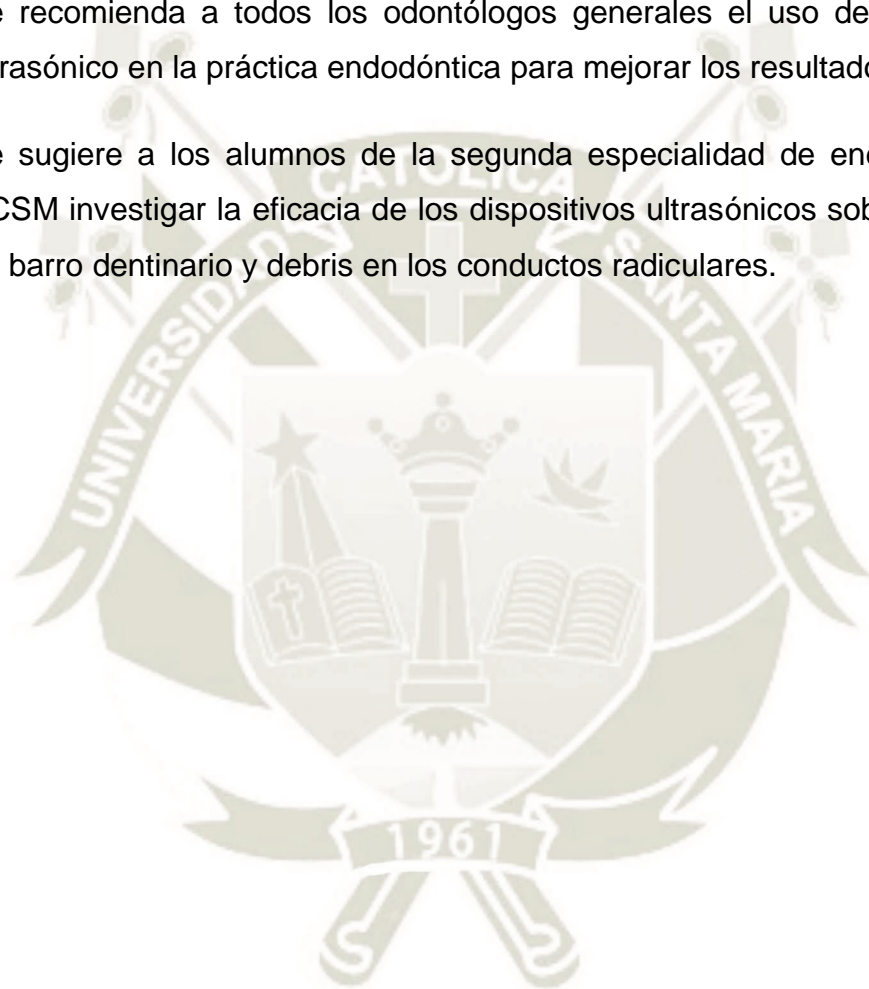 e recomienda a todos los odontólogos generales el uso de
rasónico en la práctica endodóntica para mejorar los resultado
e sugiere a los alumnos de la segunda especialidad de en
CSM investigar la eficacia de los dispositivos ultrasónicos sob
barro dentinario y debris en los conductos radiculares.
UNIVERSIDAD CATOLICA SANTA MARIA
1961